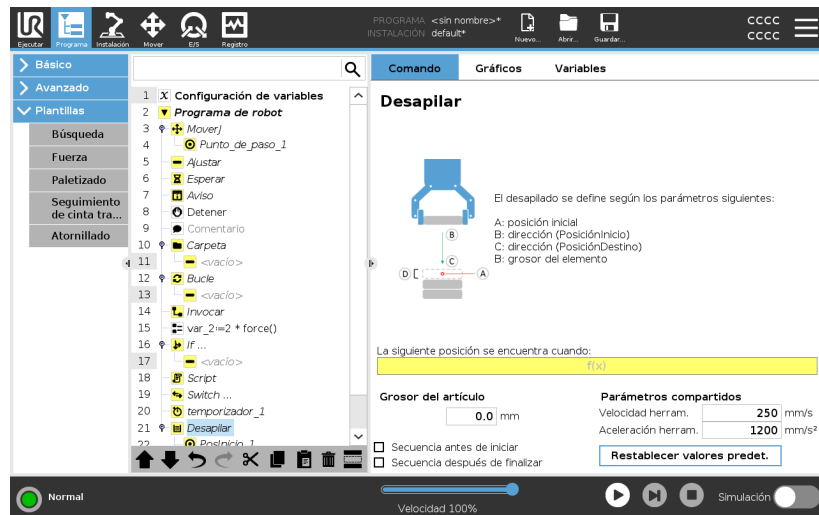 PROGRAMA <sin nombre>*
INSTALACIÓN default*
Ejecutar Programa Instalación Mover E/S Registro Nuevo... Abrir... Guardar...
cccc
cccc
Básico
Avanzado
Plantillas
Búsqueda
Fuerza
Paletizado
Seguimiento
de cinta tra...
Atornillado
1 X Configuración de variables
2 Programa de robot
3 MoverJ
4 Punto_de_paso_1
5 Ajustar
6 Esperar
7 Aviso
8 Detener
9 Comentario
10 Carpeta
11 <vacío>
12 Bucle
13 <vacío>
14 Invocar
15 var_2:=2 * force()
16 If ...
17 <vacío>
18 Script
19 Switch ...
20 temporizador_1
21 Desapilar
22 PosInicio_1
Comando Gráficos Variables
Desapilar
El desapilado se define según los parámetros siguientes:
A: posición inicial
B: dirección (PosiciónInicio)
C: dirección (PosiciónDestino)
B: grosor del elemento
B
C
D A
La siguiente posición se encuentra cuando:
f(x)
Grosor del artículo
0.0 mm
Secuencia antes de iniciar
Secuencia después de finalizar
Parámetros compartidos
Velocidad herram. 250 mm/s
Aceleración herram. 1200 mm/s²
Restablecer valores predet.
Normal
Velocidad 100%
Simulación